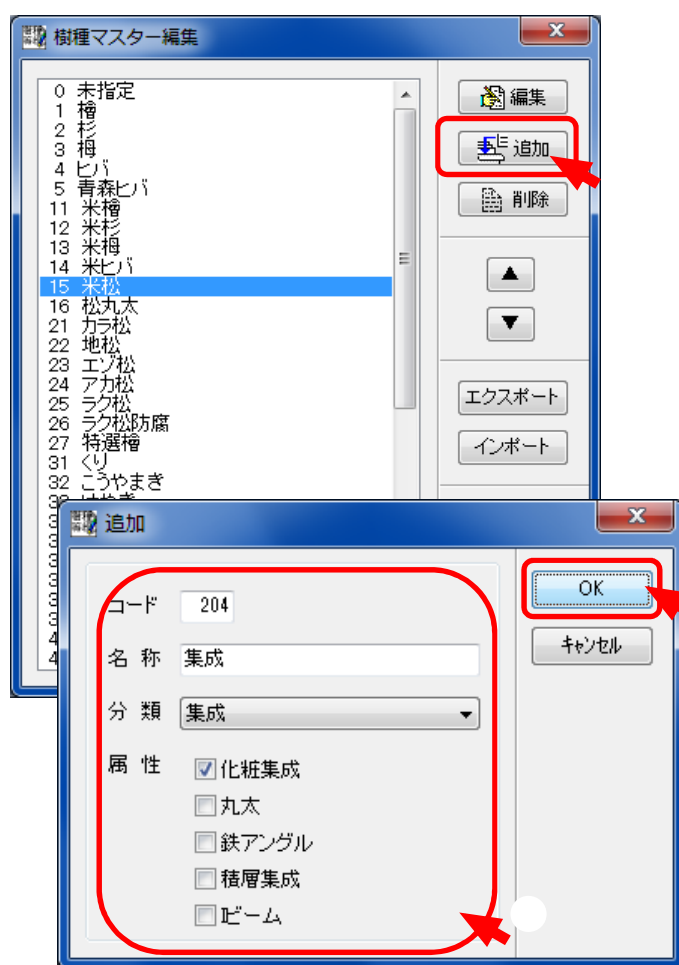 樹種マスター編集
0 未指定
1 檜
2 杉
3 栂
4 ヒバ
5 青森ヒバ
11 米檜
12 米杉
13 米栂
14 米ヒバ
15 米松
16 松丸太
21 カラ松
22 地松
23 エゾ松
24 アカ松
25 ラク松
26 ラク松防腐
27 特選檜
31 くり
32 こうやまき
編集
追加
削除
▲
▼
エクスポート
インポート
追加
コード 204
名 称 集成
分 類 集成
属 性 化粧集成
丸太
鉄アングル
積層集成
Iビーム
OK
キャンセル